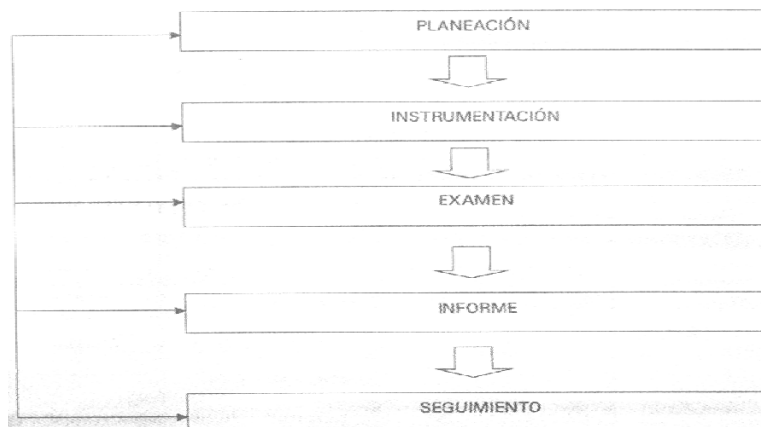 PLANEACIÓN
INSTRUMENTACIÓN
EXAMEN
INFORME
SEGUIMIENTO